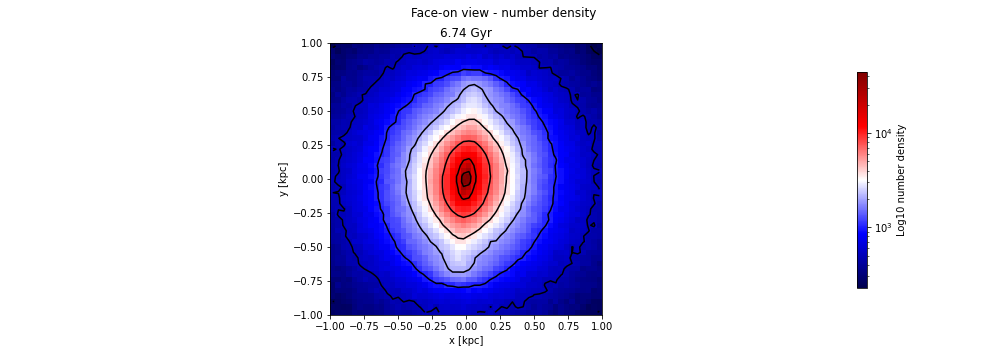 Face-on view - number density
6.74 Gyr
1.00
0.75
0.50
0.25
0.00
−0.25
−0.50
−0.75
−1.00
y [kpc]
−1.00 −0.75 −0.50 −0.25 0.00 0.25 0.50 0.75 1.00
x [kpc]
10⁴
10³
Log10 number density